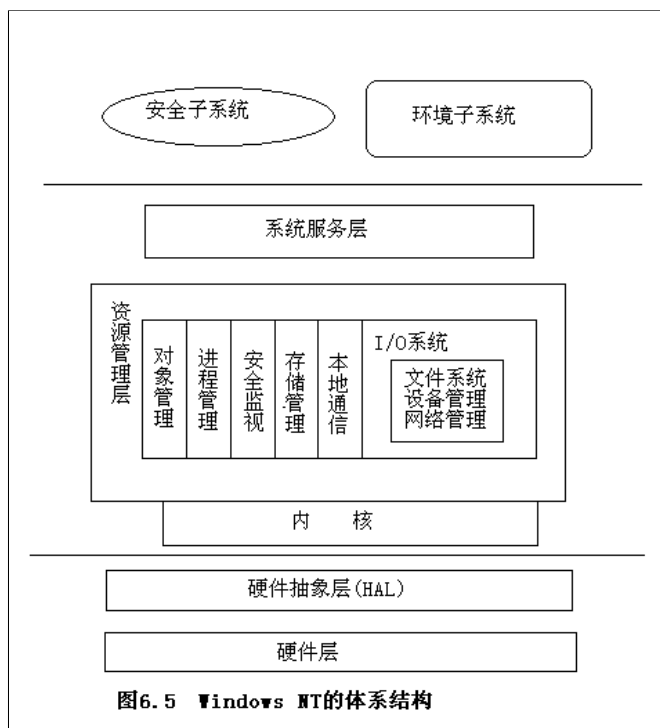 安全子系统
环境子系统
系统服务层
资源管理层
对象管理
进程管理
安全监视
存储管理
本地通信
I/O系统
文件系统
设备管理
网络管理
内 核
硬件抽象层(HAL)
硬件层
图6.5 Windows NT的体系结构